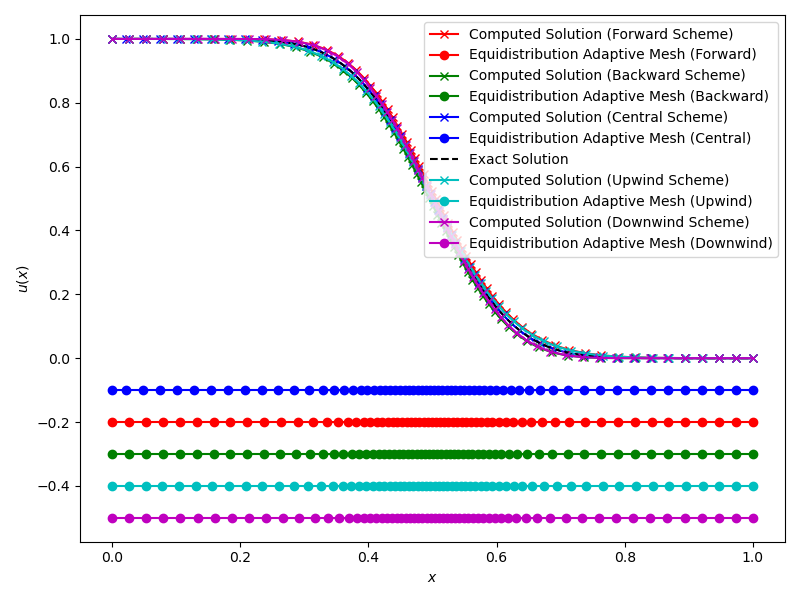 Computed Solution (Forward Scheme)
Equidistribution Adaptive Mesh (Forward)
Computed Solution (Backward Scheme)
Equidistribution Adaptive Mesh (Backward)
Computed Solution (Central Scheme)
Equidistribution Adaptive Mesh (Central)
Exact Solution
Computed Solution (Upwind Scheme)
Equidistribution Adaptive Mesh (Upwind)
Computed Solution (Downwind Scheme)
Equidistribution Adaptive Mesh (Downwind)
u(x)
1.0
0.8
0.6
0.4
0.2
0.0
−0.2
−0.4
0.0 0.2 0.4 0.6 0.8 1.0
x